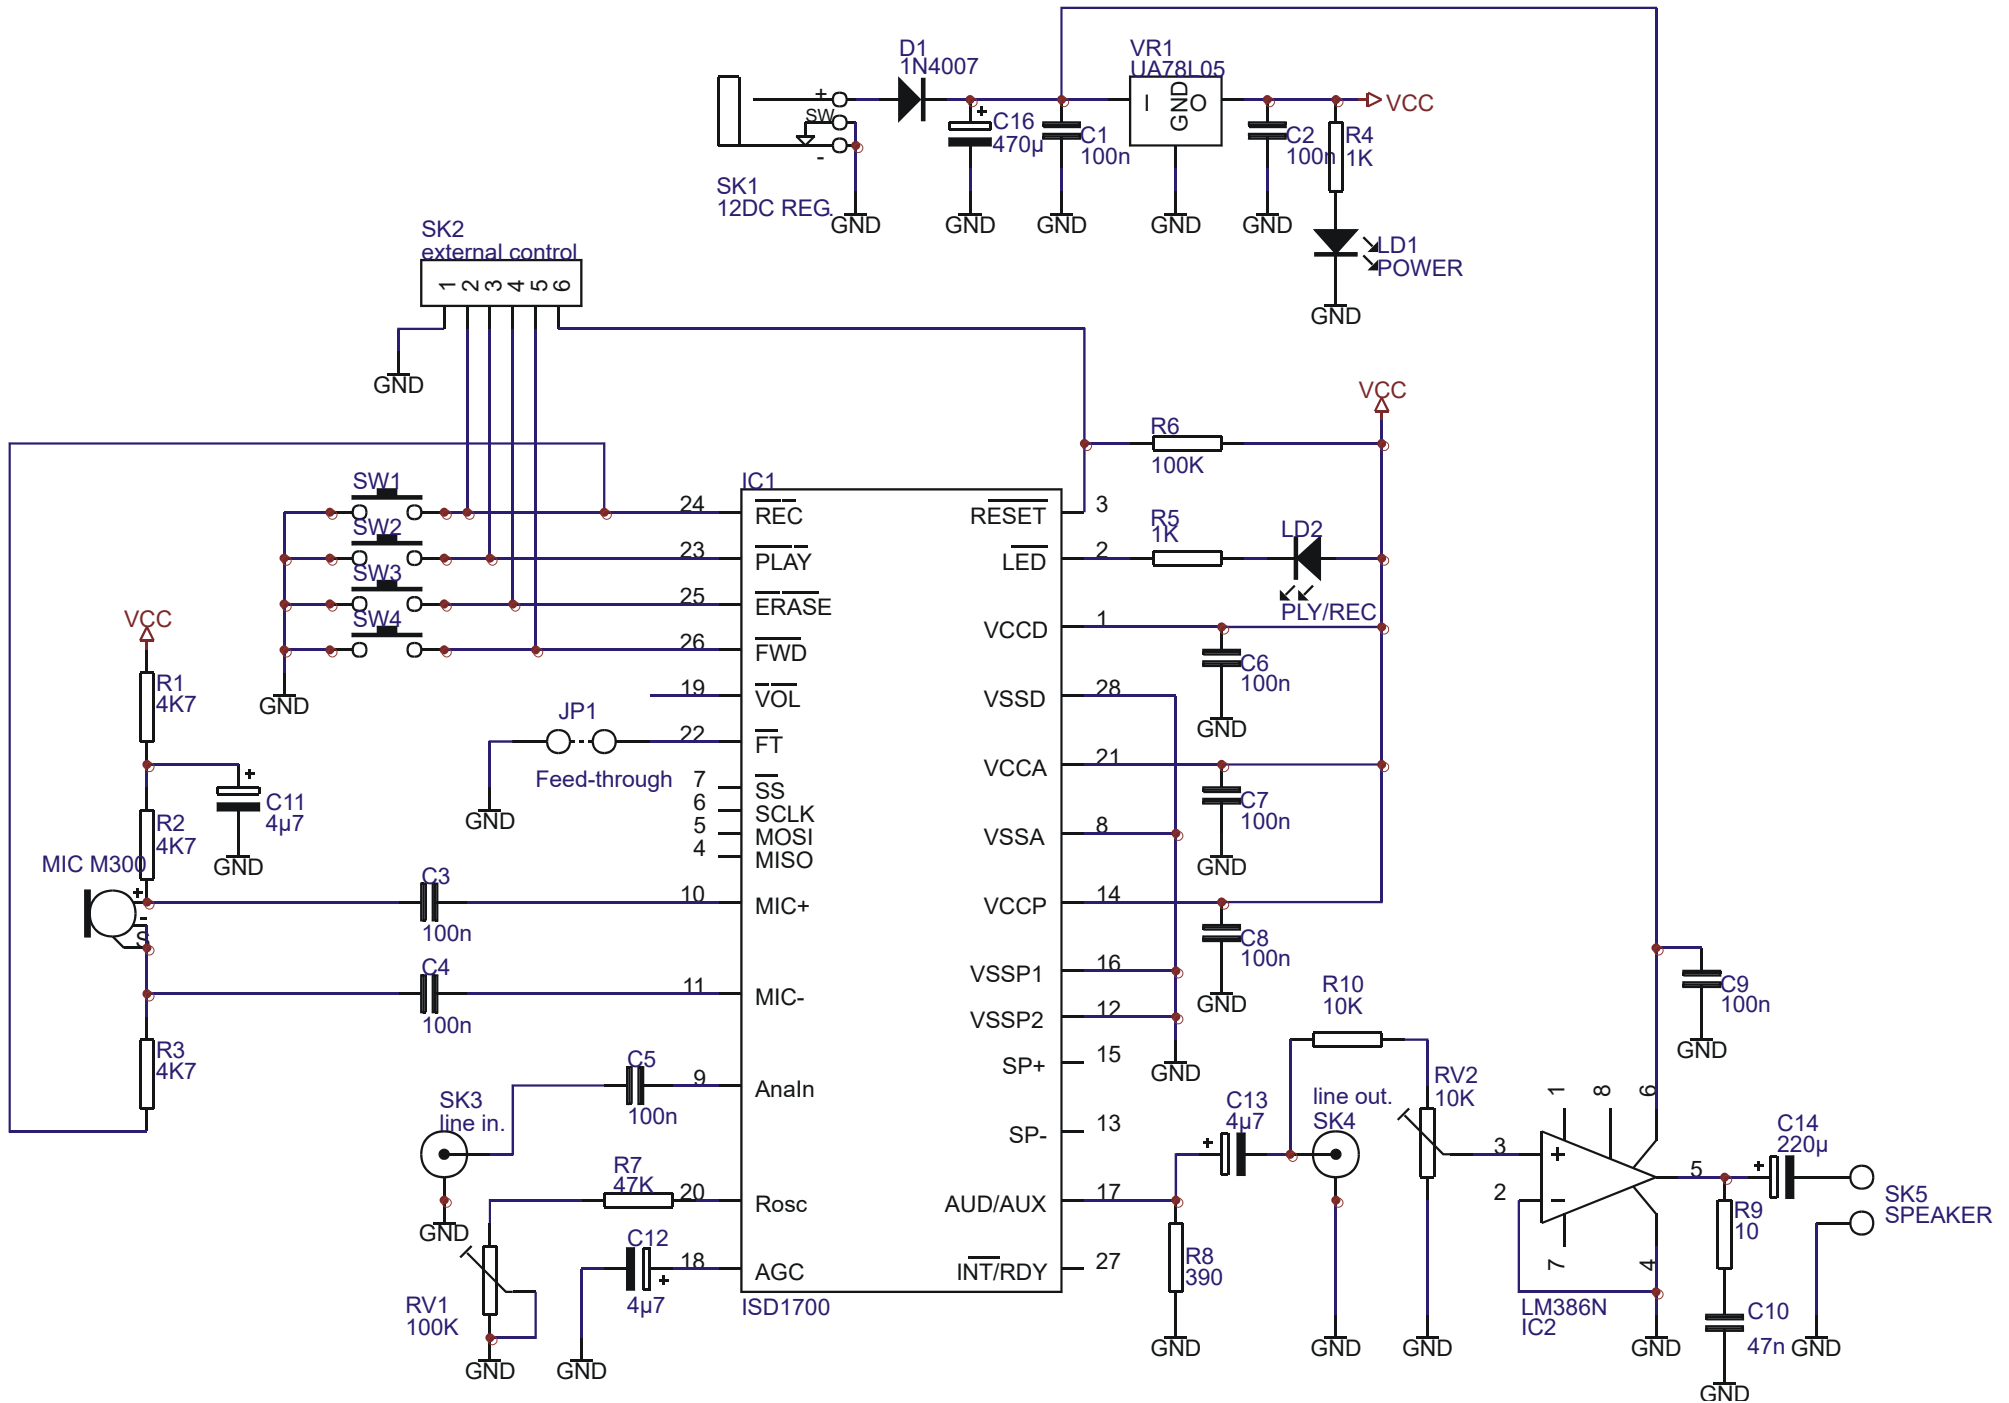 D1
1N4007
VR1
UA78L05
+
SW
-
SK1
12DC REG.
GND
+
C16
470µ
GND
C1
100n
GND
I
GND
O
GND
C2
100n
GND
VCC
R4
1K
LD1
POWER
GND
SK2
external control
1
2
3
4
5
6
GND
SW1
SW2
SW3
SW4
GND
VCC
R1
4K7
+
C11
4µ7
GND
R2
4K7
MIC M300
+
-
S
R3
4K7
C3
100n
C4
100n
JP1
Feed-through
GND
SK3
line in.
GND
C5
100n
R7
47K
RV1
100K
GND
C12
4µ7
+
GND
IC1
24
REC
23
PLAY
25
ERASE
26
FWD
19
VOL
22
FT
7
SS
6
SCLK
5
MOSI
4
MISO
10
MIC+
11
MIC-
9
AnaIn
20
Rosc
18
AGC
ISD1700
RESET
3
LED
2
VCCD
1
VSSD
28
VCCA
21
VSSA
8
VCCP
14
VSSP1
16
VSSP2
12
SP+
15
SP-
13
AUD/AUX
17
INT/RDY
27
VCC
R6
100K
R5
1K
LD2
PLY/REC
C6
100n
GND
C7
100n
GND
C8
100n
GND
GND
R10
10K
C13
4µ7
+
line out.
SK4
GND
R8
390
GND
RV2
10K
GND
C9
100n
GND
1
8
6
3
+
2
-
7
4
5
LM386N
IC2
GND
C14
220µ
+
R9
10
C10
47n
GND
SK5
SPEAKER
GND